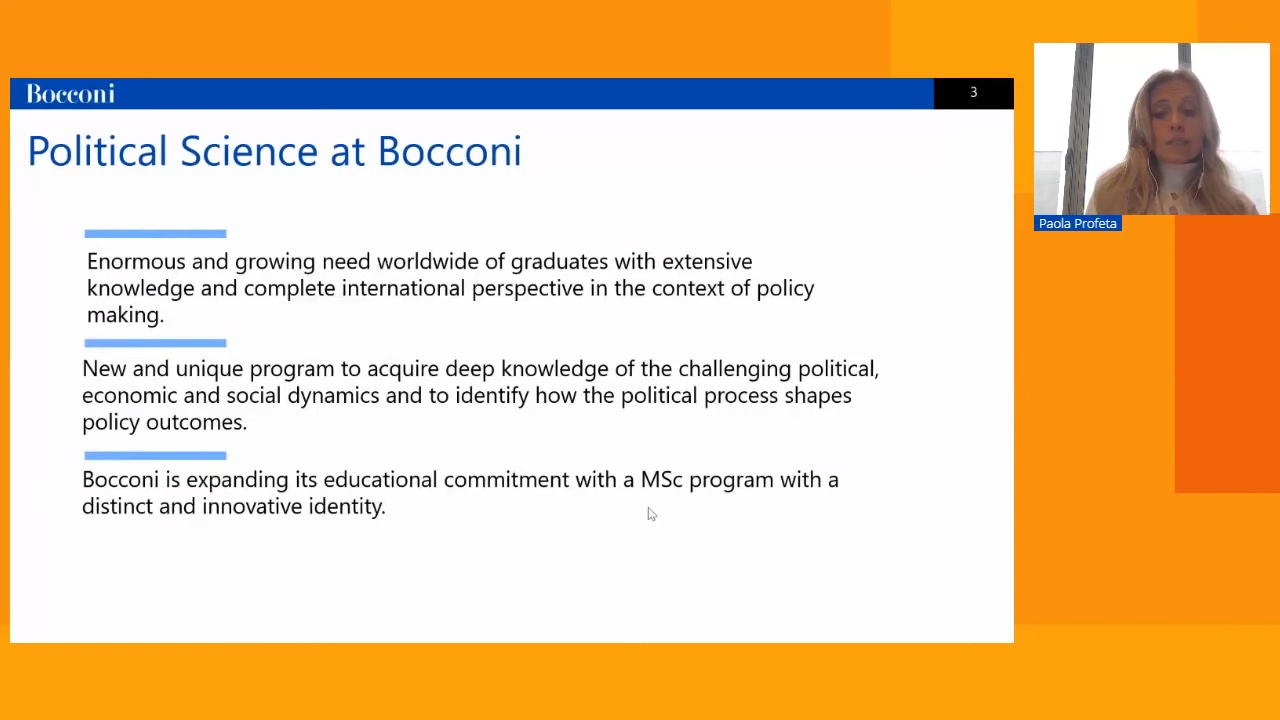 Bocconi
3
Political Science at Bocconi
Enormous and growing need worldwide of graduates with extensive
knowledge and complete international perspective in the context of policy
making.
New and unique program to acquire deep knowledge of the challenging political,
economic and social dynamics and to identify how the political process shapes
policy outcomes.
Bocconi is expanding its educational commitment with a MSc program with a
distinct and innovative identity.
Paola Profeta